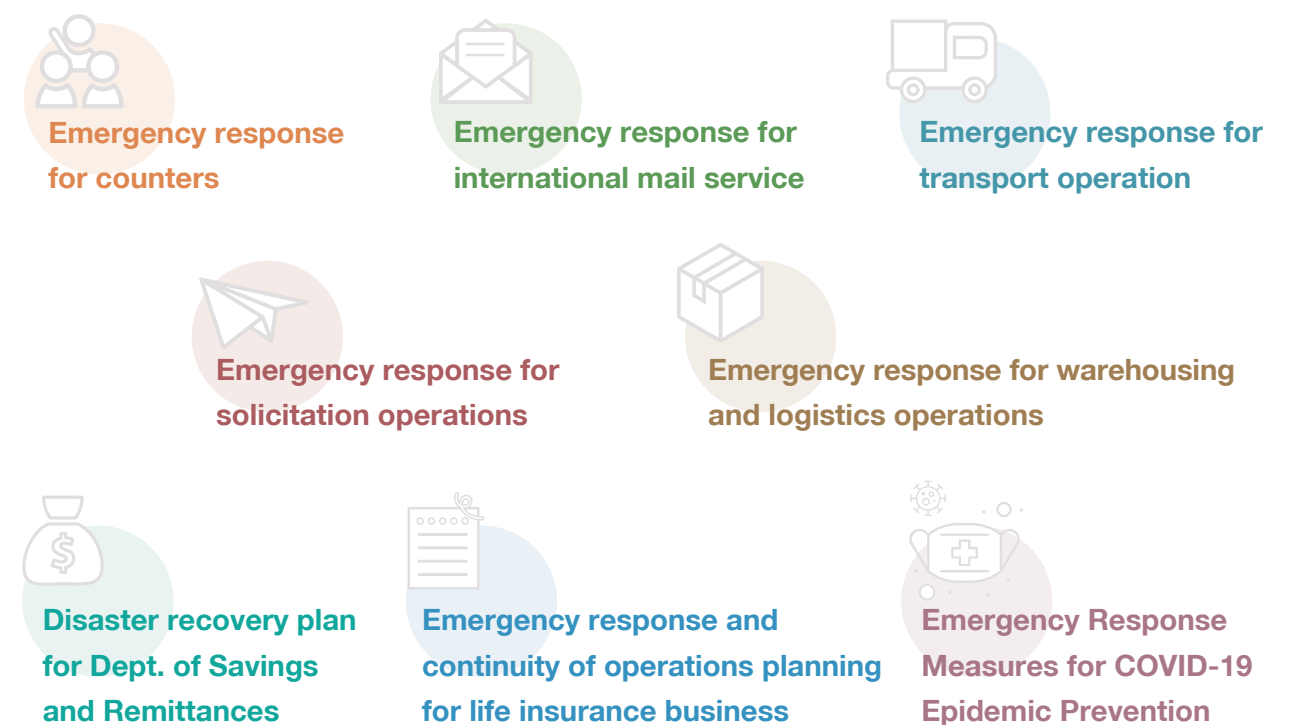 Emergency response
for counters
Emergency response for
international mail service
Emergency response for
transport operation
Emergency response for
solicitation operations
Emergency response for warehousing
and logistics operations
$
Disaster recovery plan
for Dept. of Savings
and Remittances
Emergency response and
continuity of operations planning
for life insurance business
Emergency Response
Measures for COVID-19
Epidemic Prevention